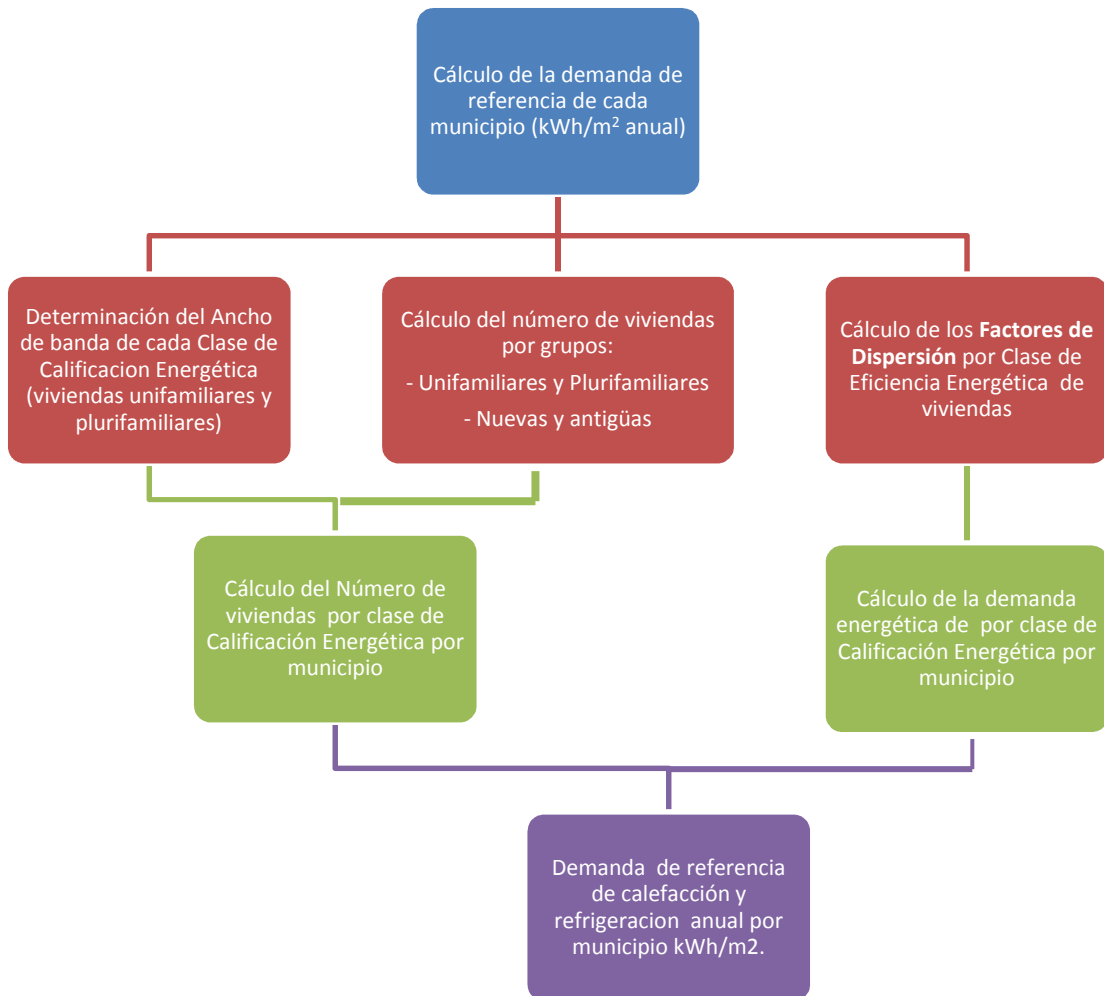 Cálculo de la demanda de
referencia de cada
municipio (kWh/m² anual)
Determinación del Ancho
de banda de cada Clase de
Calificacion Energética
(viviendas unifamiliares y
plurifamiliares)
Cálculo del número de viviendas
por grupos:
- Unifamiliares y Plurifamiliares
- Nuevas y antigüas
Cálculo de los Factores de
Dispersión por Clase de
Eficiencia Energética de
viviendas
Cálculo del Número de
viviendas por clase de
Calificación Energética por
municipio
Cálculo de la demanda
energética de por clase de
Calificación Energética por
municipio
Demanda de referencia
de calefacción y
refrigeracion anual por
municipio kWh/m2.